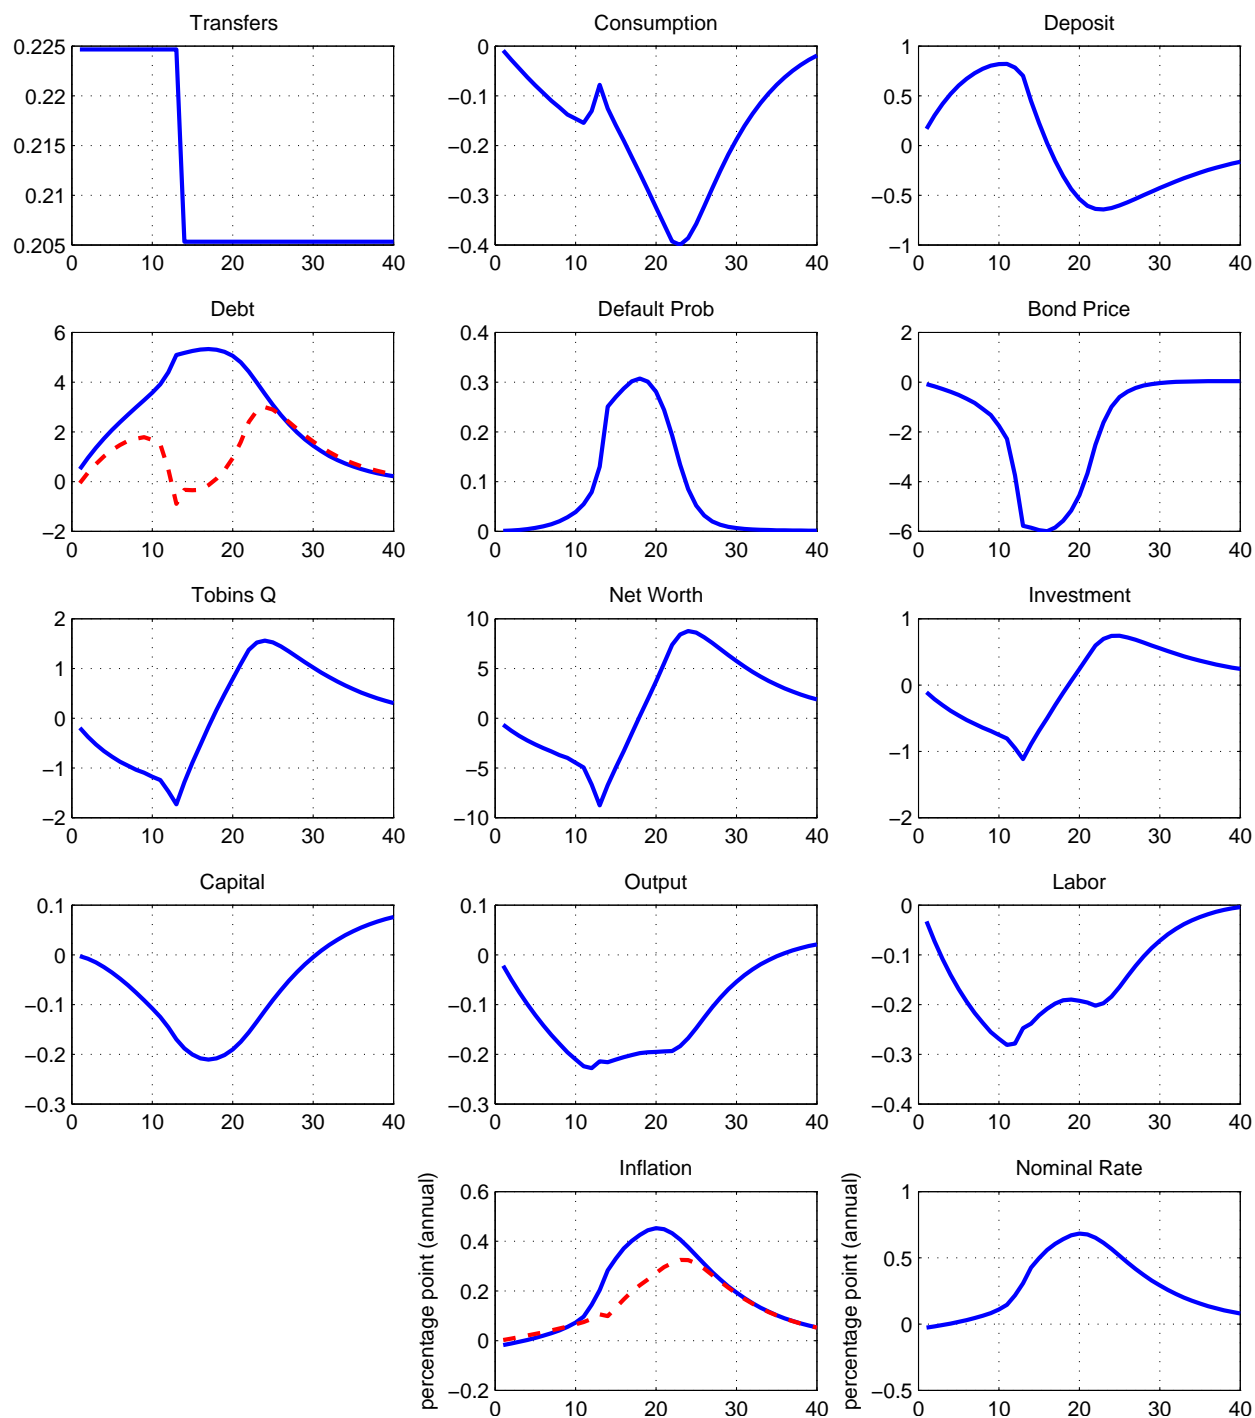 Transfers
0.225
0.22
0.215
0.21
0.205
0 10 20 30 40
Consumption
0
−0.1
−0.2
−0.3
−0.4
0 10 20 30 40
Deposit
1
0.5
0
−0.5
−1
0 10 20 30 40
Debt
6
4
2
0
−2
0 10 20 30 40
Default Prob
0.4
0.3
0.2
0.1
0
0 10 20 30 40
Bond Price
2
0
−2
−4
−6
0 10 20 30 40
Tobins Q
2
1
0
−1
−2
0 10 20 30 40
Net Worth
10
5
0
−5
−10
0 10 20 30 40
Investment
1
0
−1
−2
0 10 20 30 40
Capital
0.1
0
−0.1
−0.2
−0.3
0 10 20 30 40
Output
0.1
0
−0.1
−0.2
−0.3
0 10 20 30 40
Labor
0
−0.1
−0.2
−0.3
−0.4
0 10 20 30 40
Inflation
percentage point (annual)
0.6
0.4
0.2
0
−0.2
0 10 20 30 40
Nominal Rate
percentage point (annual)
1
0.5
0
−0.5
0 10 20 30 40